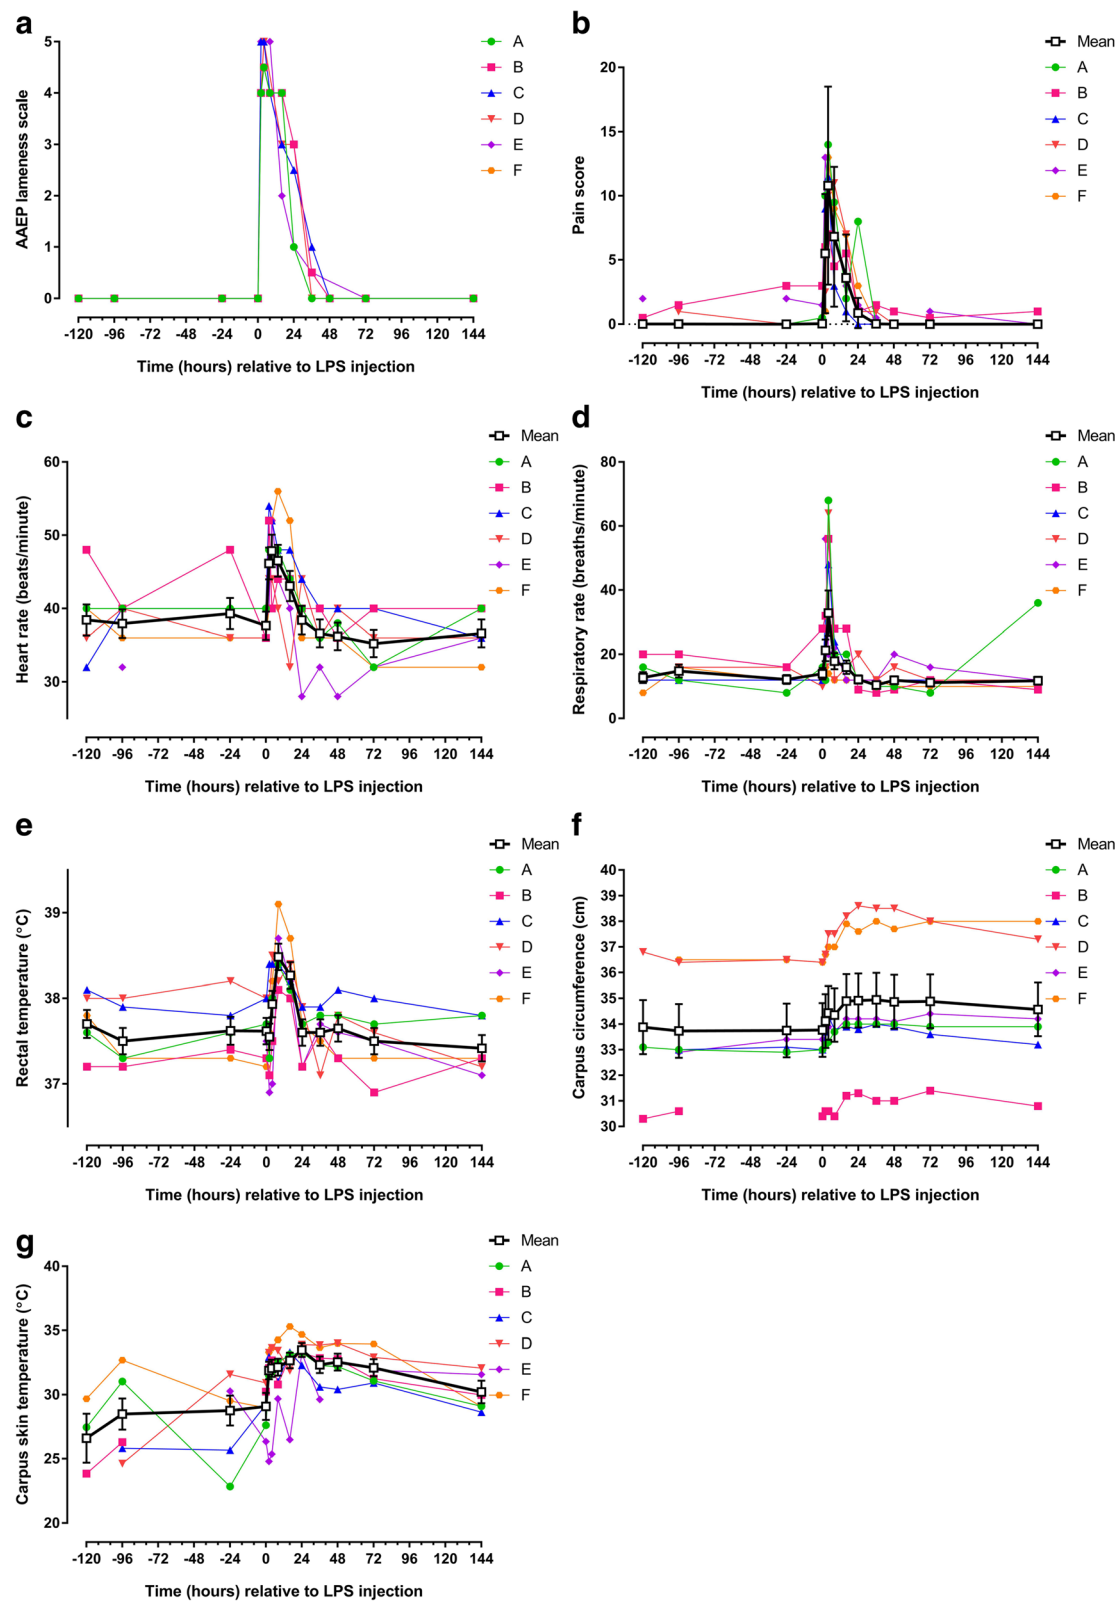 a
AAEP lameness scale
5
4
3
2
1
0
-120 -96 -72 -48 -24 0 24 48 72 96 120 144
Time (hours) relative to LPS injection
A
B
C
D
E
F
b
Pain score
20
15
10
5
0
-120 -96 -72 -48 -24 0 24 48 72 96 120 144
Time (hours) relative to LPS injection
Mean
A
B
C
D
E
F
c
Heart rate (beats/minute)
60
50
40
30
-120 -96 -72 -48 -24 0 24 48 72 96 120 144
Time (hours) relative to LPS injection
Mean
A
B
C
D
E
F
d
Respiratory rate (breaths/minute)
80
60
40
20
0
-120 -96 -72 -48 -24 0 24 48 72 96 120 144
Time (hours) relative to LPS injection
Mean
A
B
C
D
E
F
e
Rectal temperature (°C)
39
38
37
-120 -96 -72 -48 -24 0 24 48 72 96 120 144
Time (hours) relative to LPS injection
Mean
A
B
C
D
E
F
f
Carpus circumference (cm)
40
39
38
37
36
35
34
33
32
31
30
-120 -96 -72 -48 -24 0 24 48 72 96 120 144
Time (hours) relative to LPS injection
Mean
A
B
C
D
E
F
g
Carpus skin temperature (°C)
40
35
30
25
20
-120 -96 -72 -48 -24 0 24 48 72 96 120 144
Time (hours) relative to LPS injection
Mean
A
B
C
D
E
F